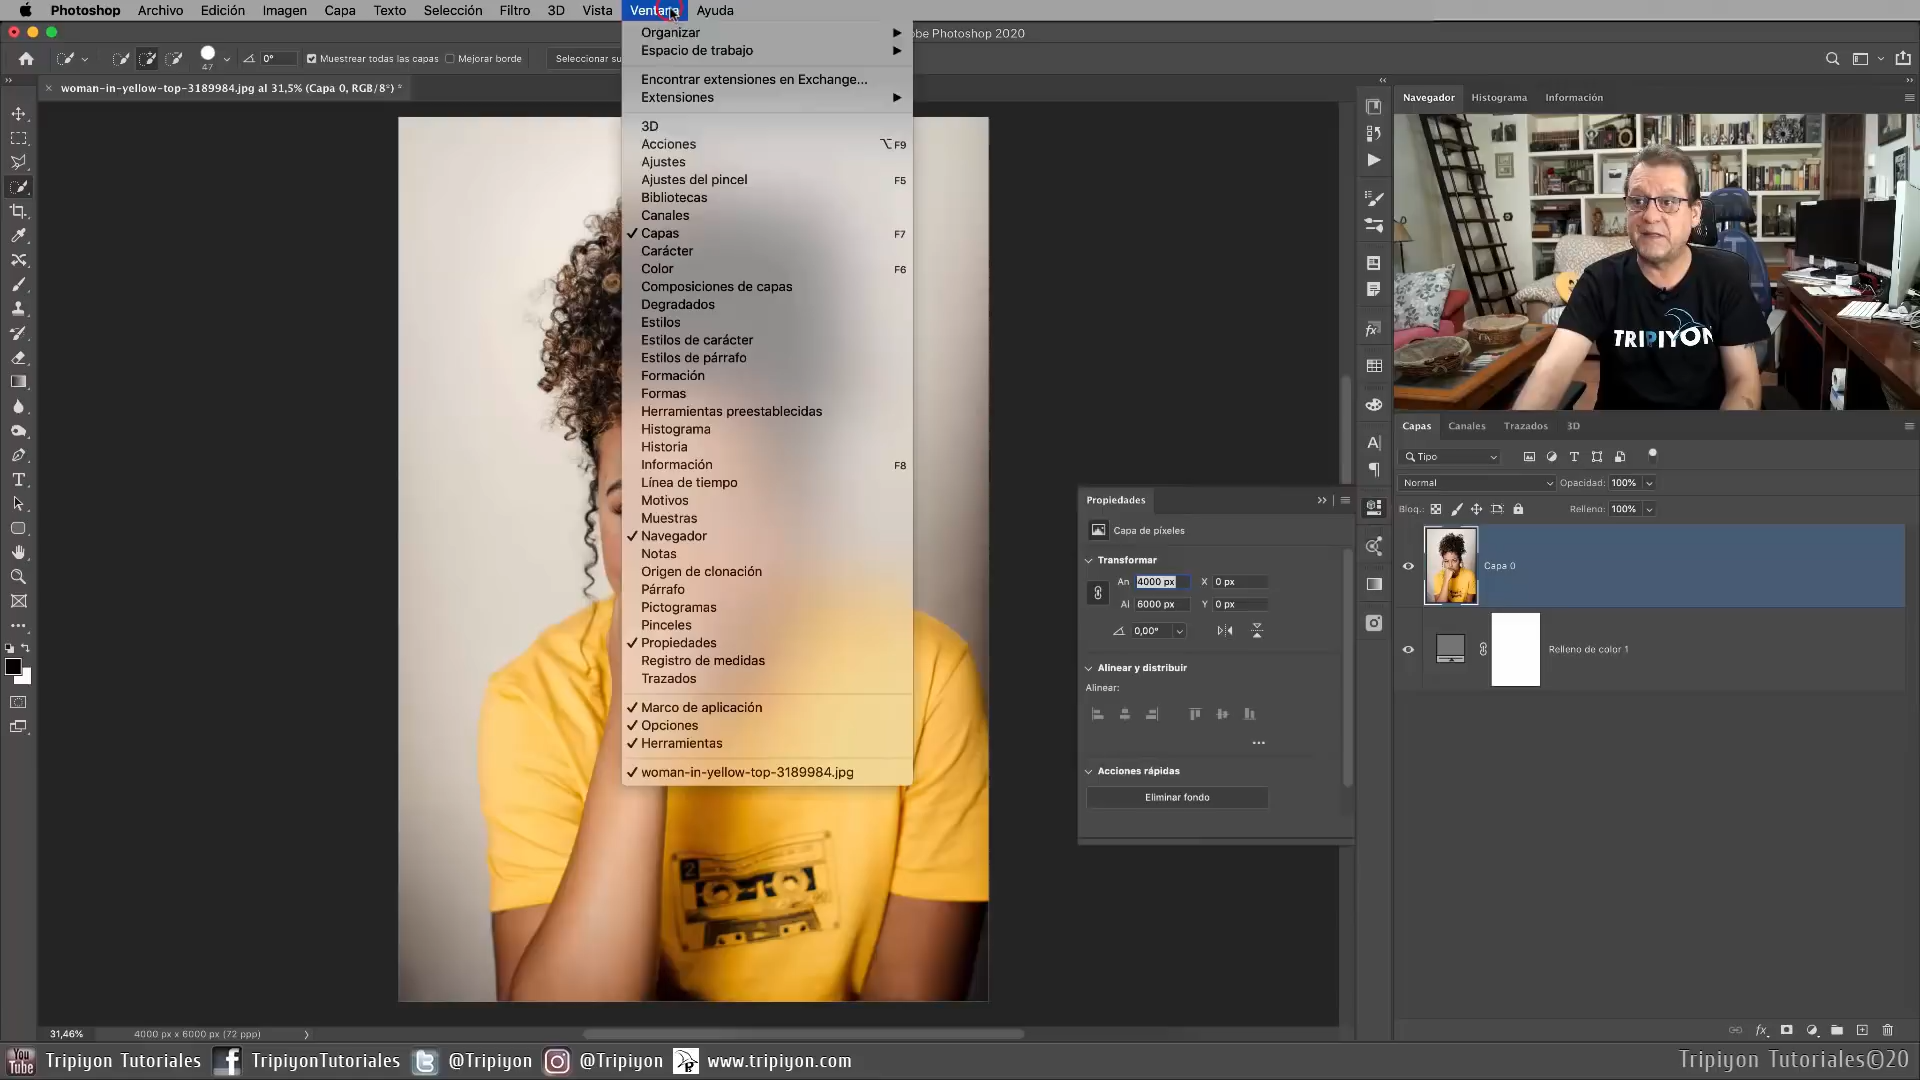 Photoshop Archivo Edición Imagen Capa Texto Selección Filtro 3D Vista Ventana Ayuda
obe Photoshop 2020
47 0° Muestrear todas las capas Mejorar borde Seleccionar su
woman-in-yellow-top-3189984.jpg al 31,5% (Capa 0, RGB/8*) *
Organizar
Espacio de trabajo
Encontrar extensiones en Exchange...
Extensiones
3D
Acciones ⌥F9
Ajustes
Ajustes del pincel F5
Bibliotecas
Canales
Capas F7
Carácter
Color F6
Composiciones de capas
Degradados
Estilos
Estilos de carácter
Estilos de párrafo
Formación
Formas
Herramientas preestablecidas
Histograma
Historia
Información F8
Línea de tiempo
Motivos
Muestras
Navegador
Notas
Origen de clonación
Párrafo
Pictogramas
Pinceles
Propiedades
Registro de medidas
Trazados
Marco de aplicación
Opciones
Herramientas
woman-in-yellow-top-3189984.jpg
2
Navegador Histograma Información
TRIPIYON
Propiedades
Capa de píxeles
Transformar
An 4000 px X 0 px
Al 6000 px Y 0 px
0,00°
Alinear y distribuir
Alinear:
Acciones rápidas
Eliminar fondo
Capas Canales Trazados 3D
Tipo
Normal Opacidad: 100%
Bloq.: Relleno: 100%
Capa 0
Relleno de color 1
31,46% 4000 px x 6000 px (72 ppp)
You Tube Tripiyon Tutoriales TripiyonTutoriales @Tripiyon @Tripiyon www.tripiyon.com
Tripiyon Tutoriales©20